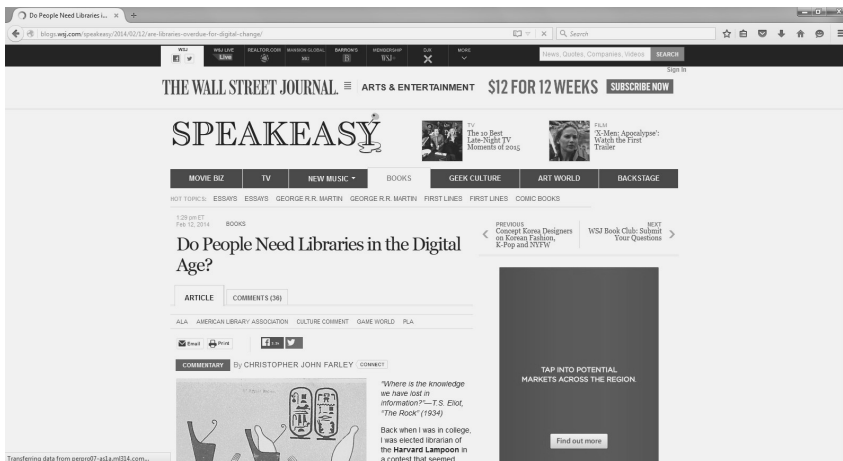 Do People Need Libraries i...
blogs.wsj.com/speakeasy/2014/02/12/are-libraries-overdue-for-digital-change/
Search
WSJ WSJ LIVE REALTOR.COM MANSION GLOBAL BARRON'S MEMBERSHIP DJX MORE
Live B WSJ+
News, Quotes, Companies, Videos SEARCH
Sign In
THE WALL STREET JOURNAL. ARTS & ENTERTAINMENT $12 FOR 12 WEEKS SUBSCRIBE NOW
SPEAKEASY
TV
The 10 Best
Late-Night TV
Moments of 2015
FILM
'X-Men: Apocalypse':
Watch the First
Trailer
MOVIE BIZ TV NEW MUSIC BOOKS GEEK CULTURE ART WORLD BACKSTAGE
HOT TOPICS: ESSAYS ESSAYS GEORGE R.R. MARTIN GEORGE R.R. MARTIN FIRST LINES FIRST LINES COMIC BOOKS
1:29 pm ET
Feb 12, 2014 BOOKS
PREVIOUS
Concept Korea Designers
on Korean Fashion,
K-Pop and NYFW
NEXT
WSJ Book Club: Submit
Your Questions
Do People Need Libraries in the Digital
Age?
ARTICLE COMMENTS (36)
ALA AMERICAN LIBRARY ASSOCIATION CULTURE COMMENT GAME WORLD PLA
Email Print
COMMENTARY By CHRISTOPHER JOHN FARLEY CONNECT
"Where is the knowledge
we have lost in
information?"—T.S. Eliot,
"The Rock" (1934)
Back when I was in college,
I was elected librarian of
the Harvard Lampoon in
a contest that seemed
TAP INTO POTENTIAL
MARKETS ACROSS THE REGION.
Find out more
Transferring data from